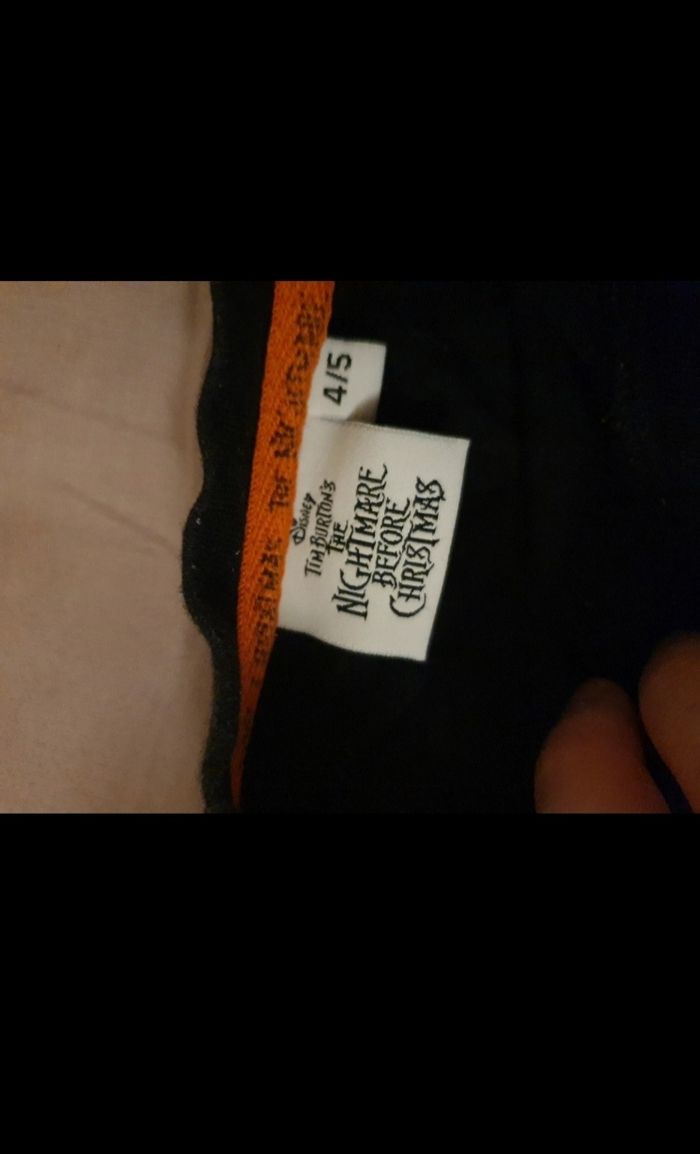 4/5
DISNEY
TIM BURTON'S
THE
NIGHTMARE
BEFORE
CHRISTMAS